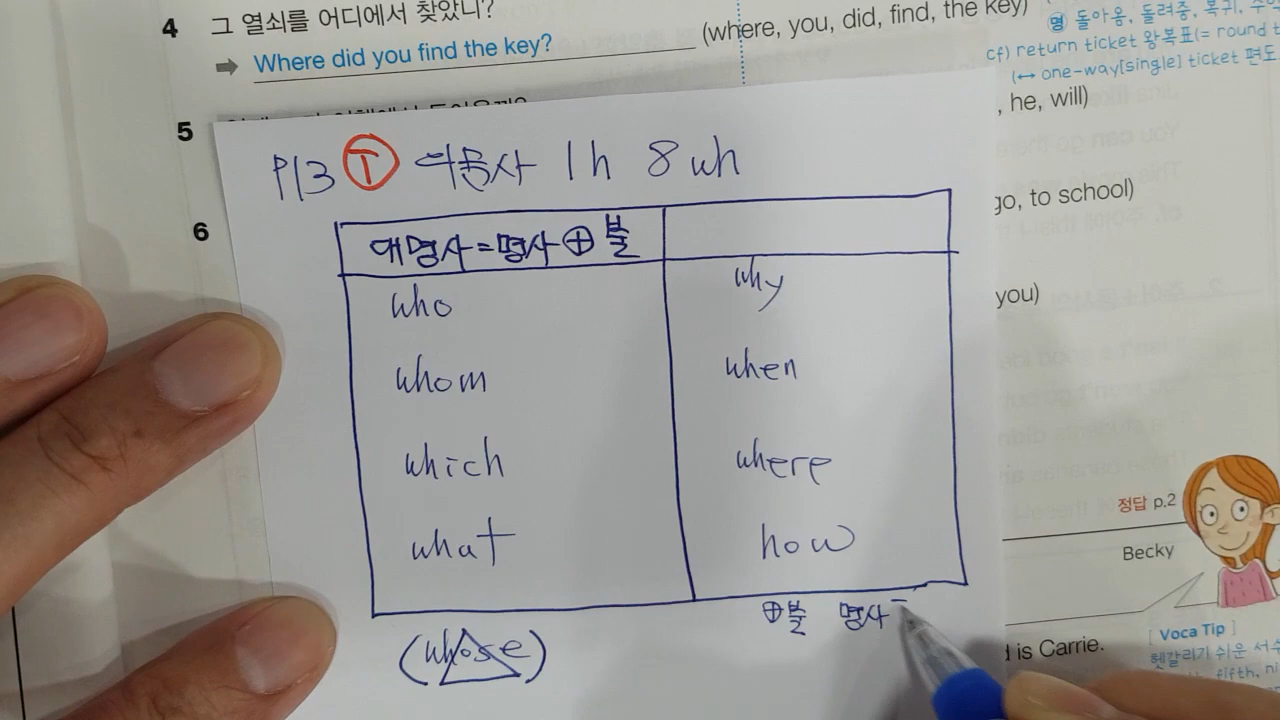 4 그 열쇠를 어디에서 찾았니?
➡ Where did you find the key? (where, you, did, find, the key)
명 돌아옴, 돌려줌, 복귀,
cf) return ticket 왕복표(= round t
(↔ one-way[single] ticket 편도
5
, he, will)
P13 Ⓣ 의문사 1h 8wh
go, to school)
6
대명사=명사 ⊕ 불
who why
you)
whom when
which where
정답 p.2
what how
Becky
⊕불 명사
(whose)
d is Carrie.
[ Voca Tip ]
헷갈리기 쉬운 서수
fifth, ni